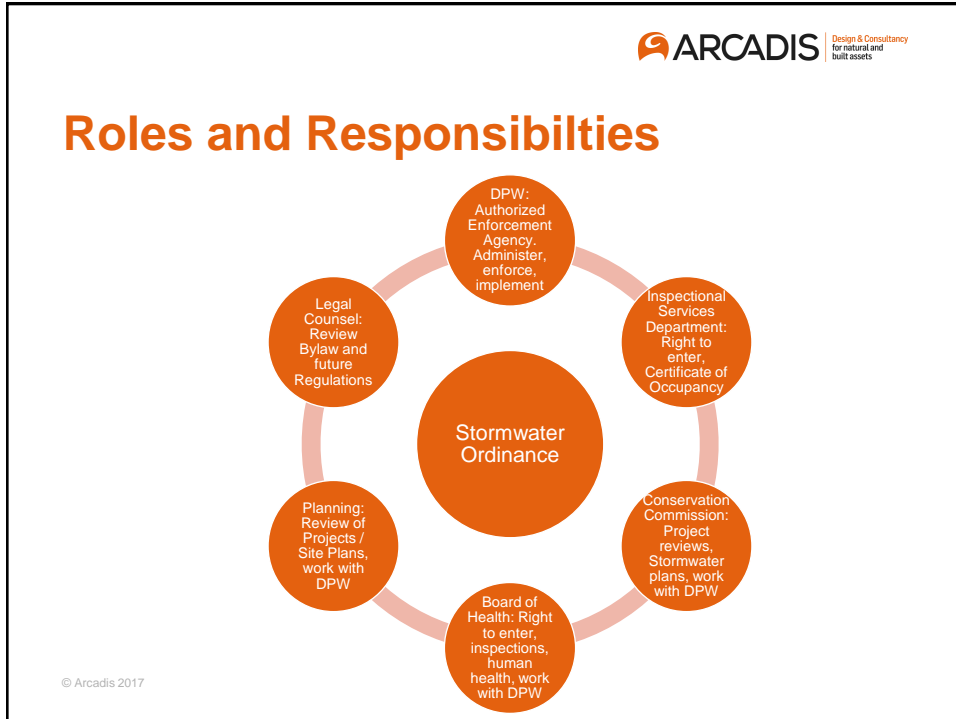 ARCADIS
Design & Consultancy
for natural and
built assets
Roles and Responsibilties
DPW:
Authorized
Enforcement
Agency.
Administer,
enforce,
implement
Inspectional
Services
Department:
Right to
enter,
Certificate of
Occupancy
Conservation
Commission:
Project
reviews,
Stormwater
plans, work
with DPW
Board of
Health: Right
to enter,
inspections,
human
health, work
with DPW
Planning:
Review of
Projects /
Site Plans,
work with
DPW
Legal
Counsel:
Review
Bylaw and
future
Regulations
Stormwater
Ordinance
© Arcadis 2017